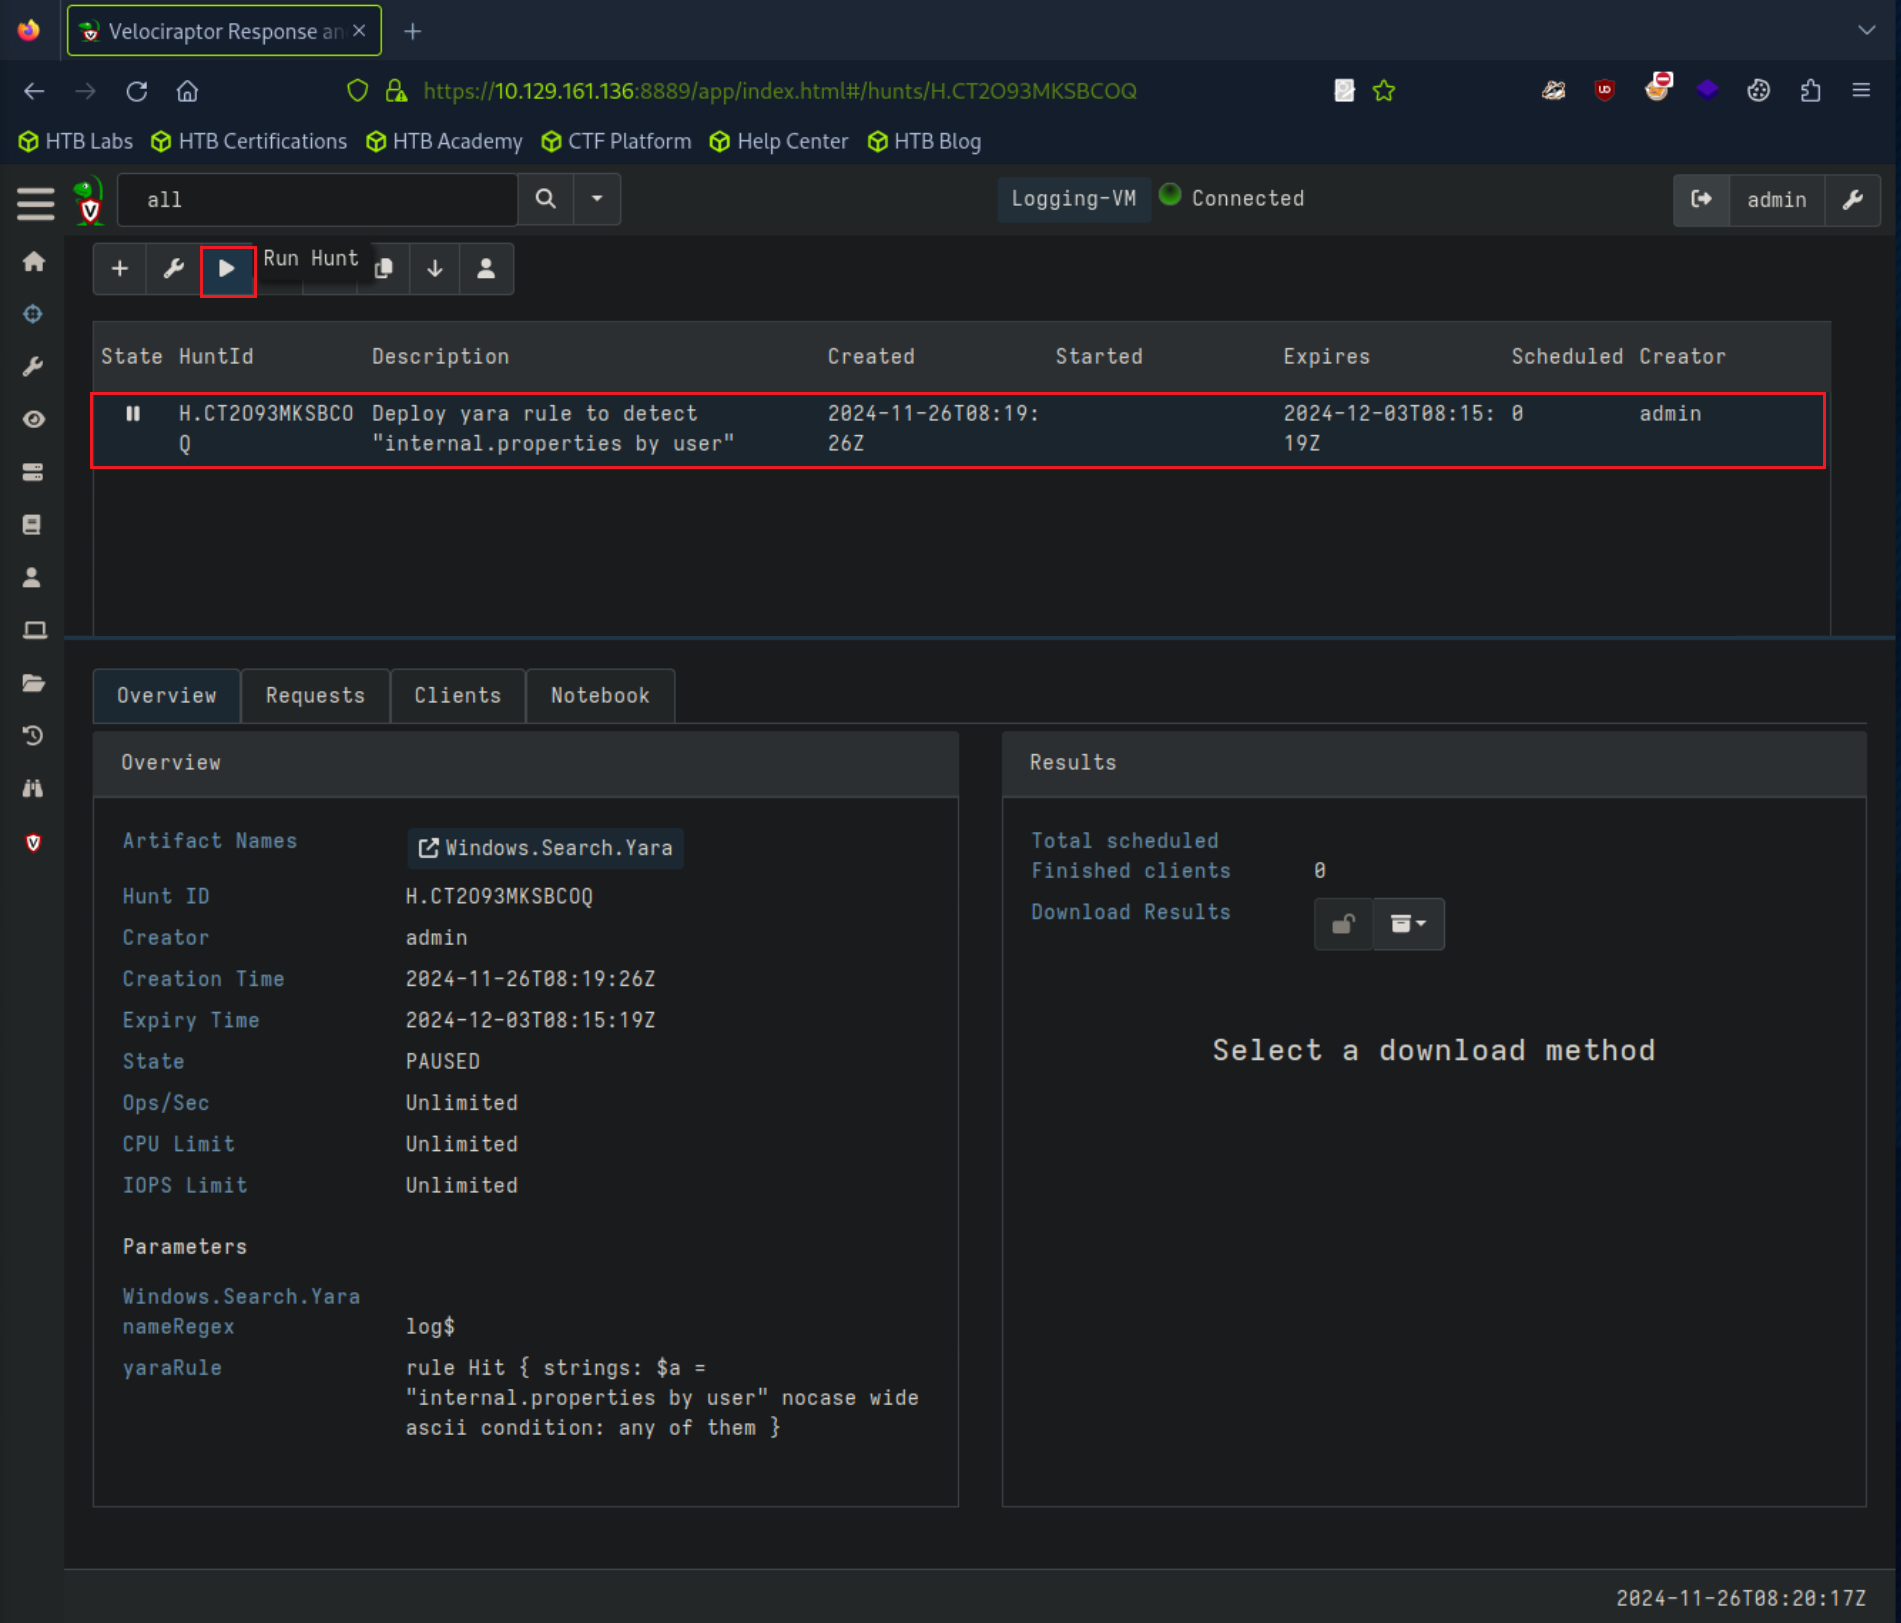 Velociraptor Response an
https://10.129.161.136:8889/app/index.html#/hunts/H.CT2O93MKSBCOQ
HTB Labs HTB Certifications HTB Academy CTF Platform Help Center HTB Blog
all
Logging-VM Connected admin
Run Hunt
State HuntId Description Created Started Expires Scheduled Creator
H.CT2O93MKSBCO Deploy yara rule to detect 2024-11-26T08:19: 2024-12-03T08:15: 0 admin
Q "internal.properties by user" 26Z 19Z
Overview Requests Clients Notebook
Overview
Artifact Names Windows.Search.Yara
Hunt ID H.CT2O93MKSBCOQ
Creator admin
Creation Time 2024-11-26T08:19:26Z
Expiry Time 2024-12-03T08:15:19Z
State PAUSED
Ops/Sec Unlimited
CPU Limit Unlimited
IOPS Limit Unlimited
Parameters
Windows.Search.Yara
nameRegex log$
yaraRule rule Hit { strings: $a =
"internal.properties by user" nocase wide
ascii condition: any of them }
Results
Total scheduled
Finished clients 0
Download Results
Select a download method
2024-11-26T08:20:17Z